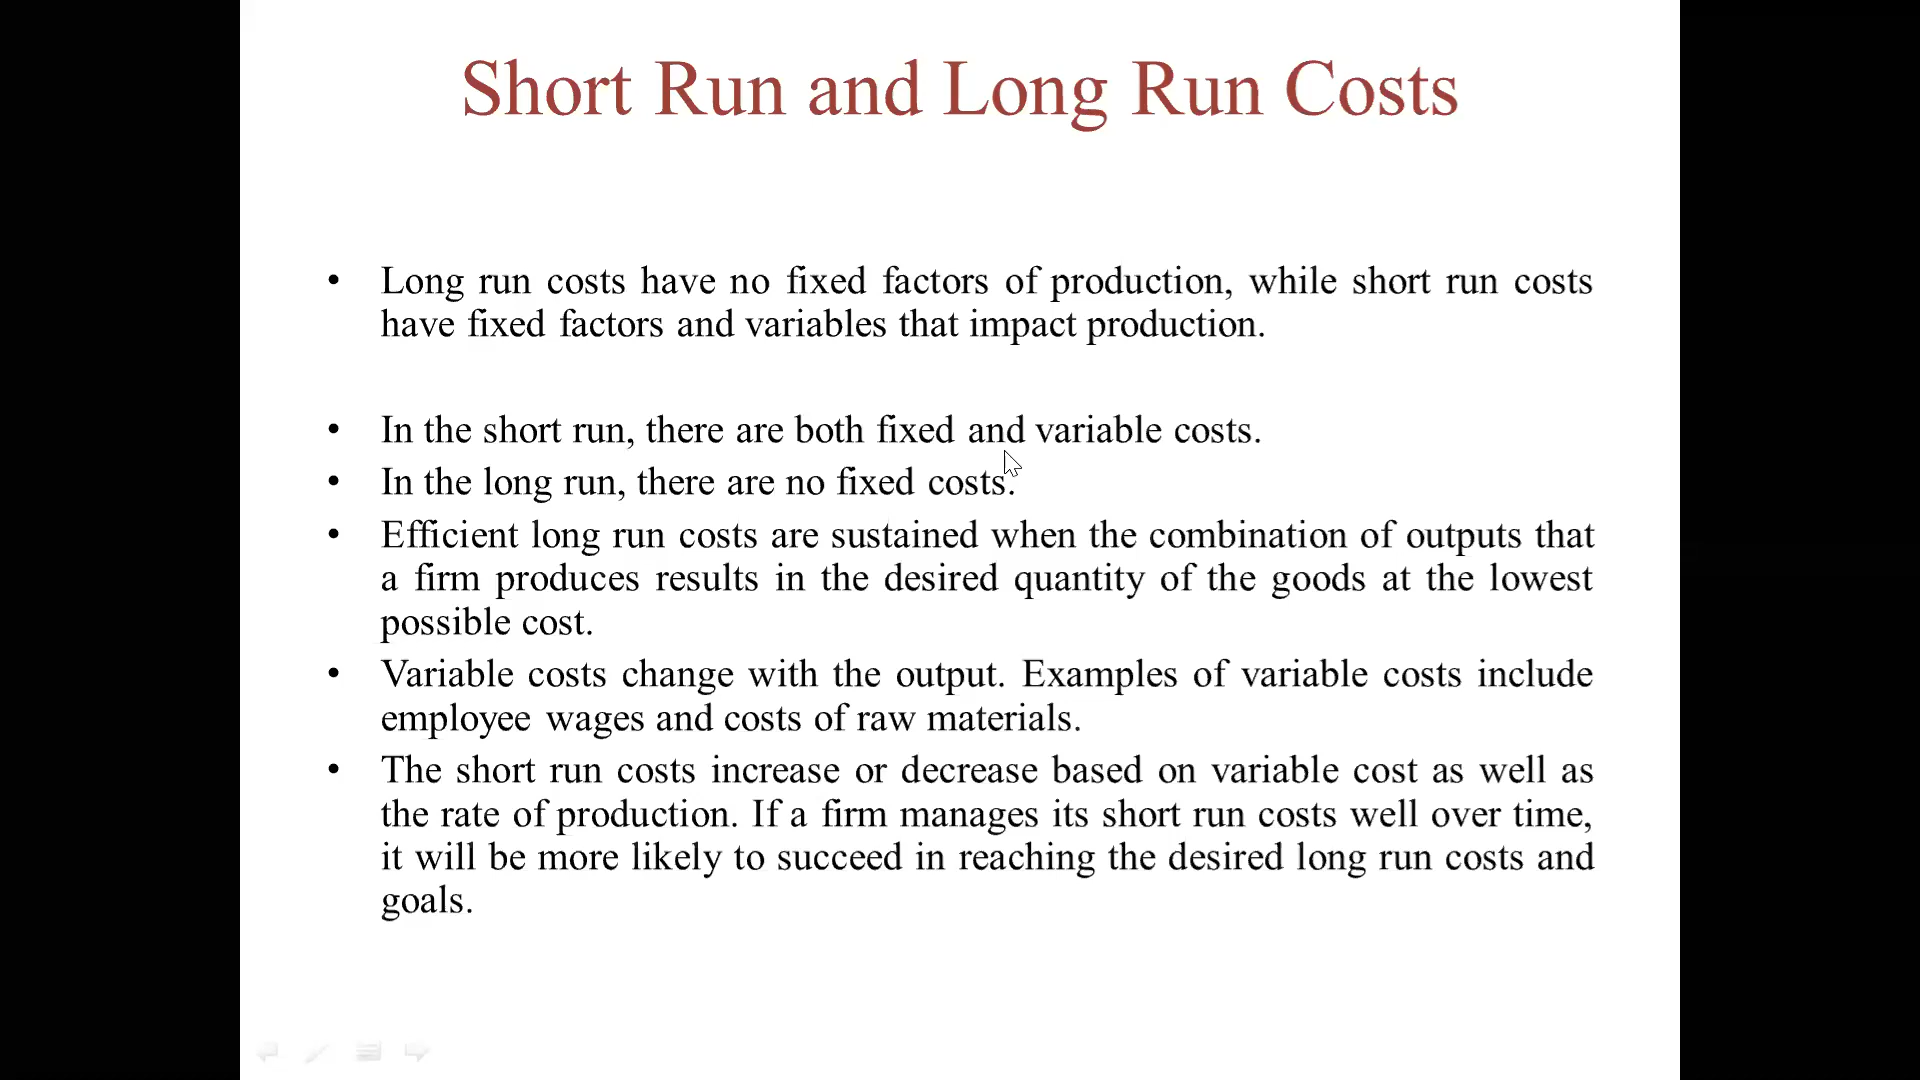 Short Run and Long Run Costs
• Long run costs have no fixed factors of production, while short run costs
have fixed factors and variables that impact production.
• In the short run, there are both fixed and variable costs.
• In the long run, there are no fixed costs.
• Efficient long run costs are sustained when the combination of outputs that
a firm produces results in the desired quantity of the goods at the lowest
possible cost.
• Variable costs change with the output. Examples of variable costs include
employee wages and costs of raw materials.
• The short run costs increase or decrease based on variable cost as well as
the rate of production. If a firm manages its short run costs well over time,
it will be more likely to succeed in reaching the desired long run costs and
goals.